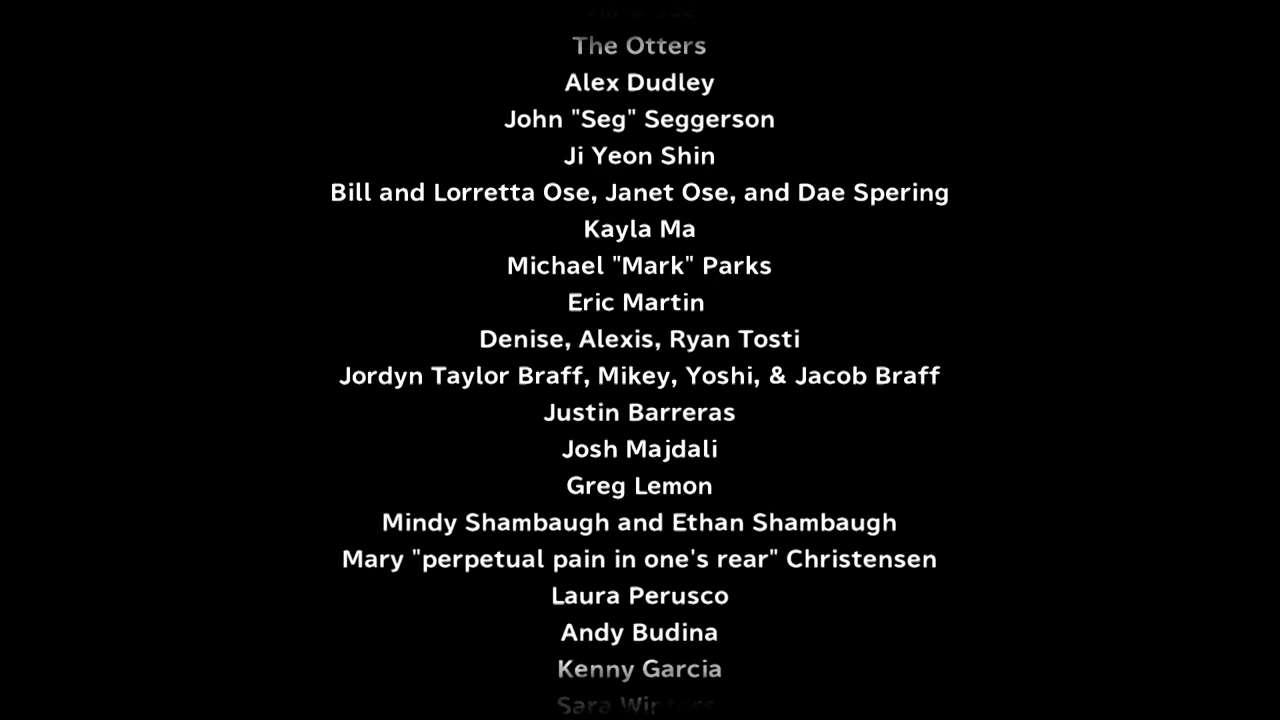 The Otters
Alex Dudley
John "Seg" Seggerson
Ji Yeon Shin
Bill and Lorretta Ose, Janet Ose, and Dae Spering
Kayla Ma
Michael "Mark" Parks
Eric Martin
Denise, Alexis, Ryan Tosti
Jordyn Taylor Braff, Mikey, Yoshi, & Jacob Braff
Justin Barreras
Josh Majdali
Greg Lemon
Mindy Shambaugh and Ethan Shambaugh
Mary "perpetual pain in one's rear" Christensen
Laura Perusco
Andy Budina
Kenny Garcia
Sara Winters